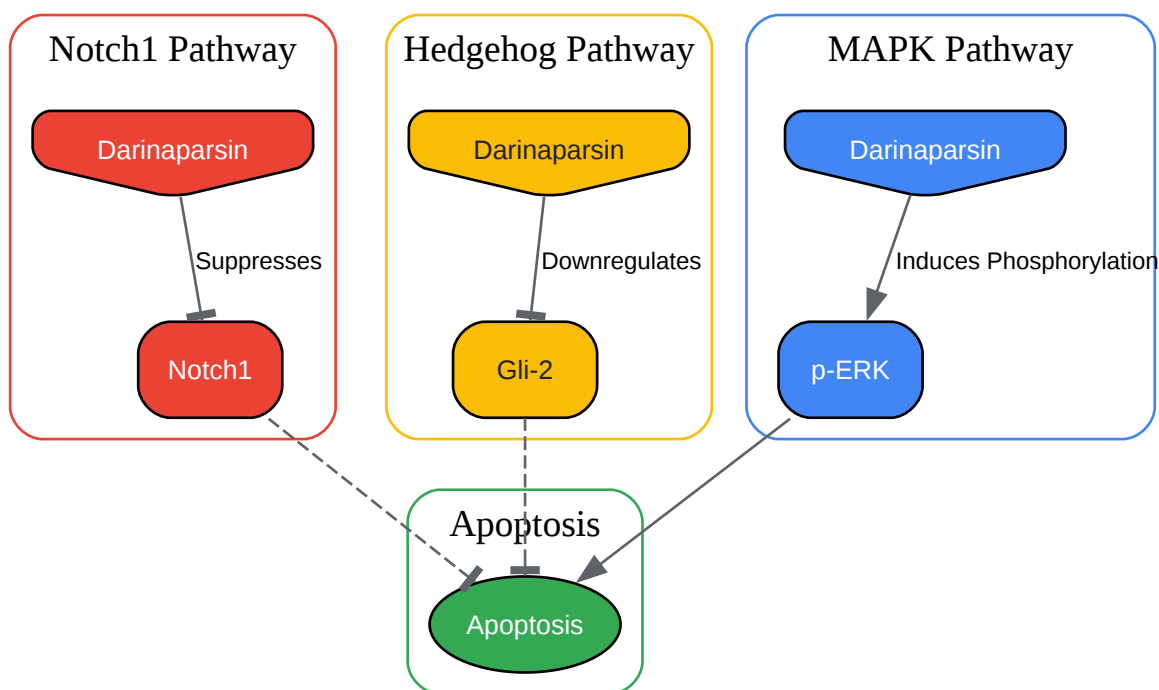 Notch1 Pathway
Hedgehog Pathway
MAPK Pathway
Darinaparsin
Darinaparsin
Darinaparsin
Suppresses
Downregulates
Induces Phosphorylation
Notch1
Gli-2
p-ERK
Apoptosis
Apoptosis